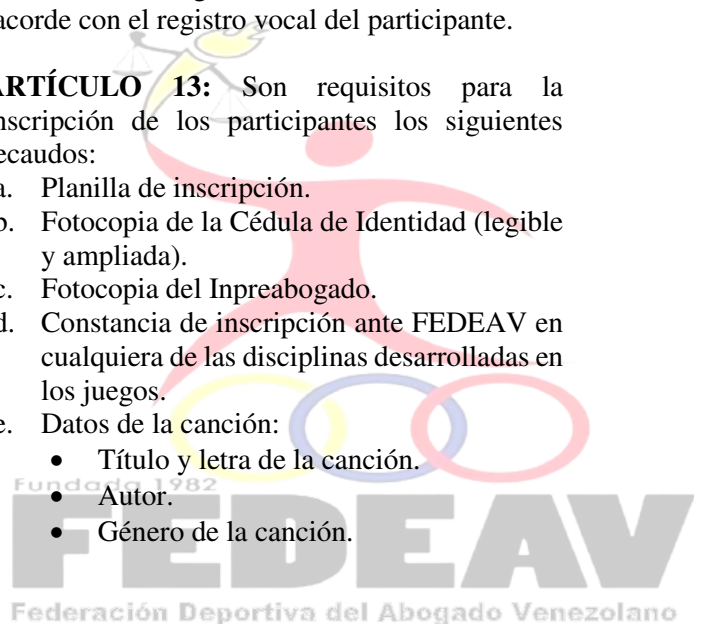 acorde con el registro vocal del participante.
ARTÍCULO 13: Son requisitos para la
inscripción de los participantes los siguientes
recaudos:
a. Planilla de inscripción.
b. Fotocopia de la Cédula de Identidad (legible
y ampliada).
c. Fotocopia del Inpreabogado.
d. Constancia de inscripción ante FEDEAV en
cualquiera de las disciplinas desarrolladas en
los juegos.
e. Datos de la canción:
• Título y letra de la canción.
Fundada 1982
• Autor.
• Género de la canción.
FEDEAV
Federación Deportiva del Abogado Venezolano